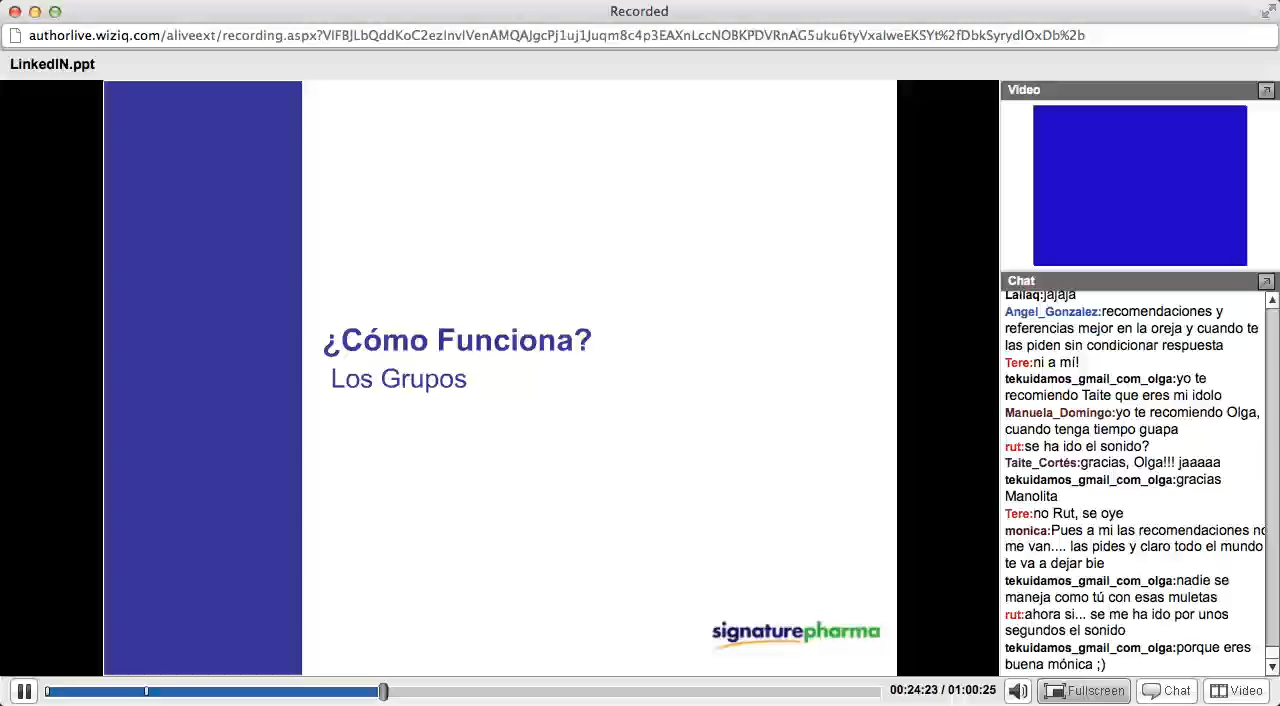 Recorded
authorlive.wiziq.com/aliveext/recording.aspx?VlFBJLbQddKoC2ezInvlVenAMQAJgcPj1uj1Juqm8c4p3EAXnLccNOBKPDVRnAG5uku6tyVxalweEKSYt%2fDbkSyrydlOxDb%2b
LinkedIN.ppt
¿Cómo Funciona?
Los Grupos
signaturepharma
Video
Chat
Lailaq:jajaja
Angel_Gonzalez:recomendaciones y
referencias mejor en la oreja y cuando te
las piden sin condicionar respuesta
Tere:ni a mí!
tekuidamos_gmail_com_olga:yo te
recomiendo Taite que eres mi idolo
Manuela_Domingo:yo te recomiendo Olga,
cuando tenga tiempo guapa
rut:se ha ido el sonido?
Taite_Cortés:gracias, Olga!!! jaaaaa
tekuidamos_gmail_com_olga:gracias
Manolita
Tere:no Rut, se oye
monica:Pues a mi las recomendaciones no
me van.... las pides y claro todo el mundo
te va a dejar bie
tekuidamos_gmail_com_olga:nadie se
maneja como tú con esas muletas
rut:ahora si... se me ha ido por unos
segundos el sonido
tekuidamos_gmail_com_olga:porque eres
buena mónica ;)
00:24:23 / 01:00:25
Fullscreen
Chat
Video